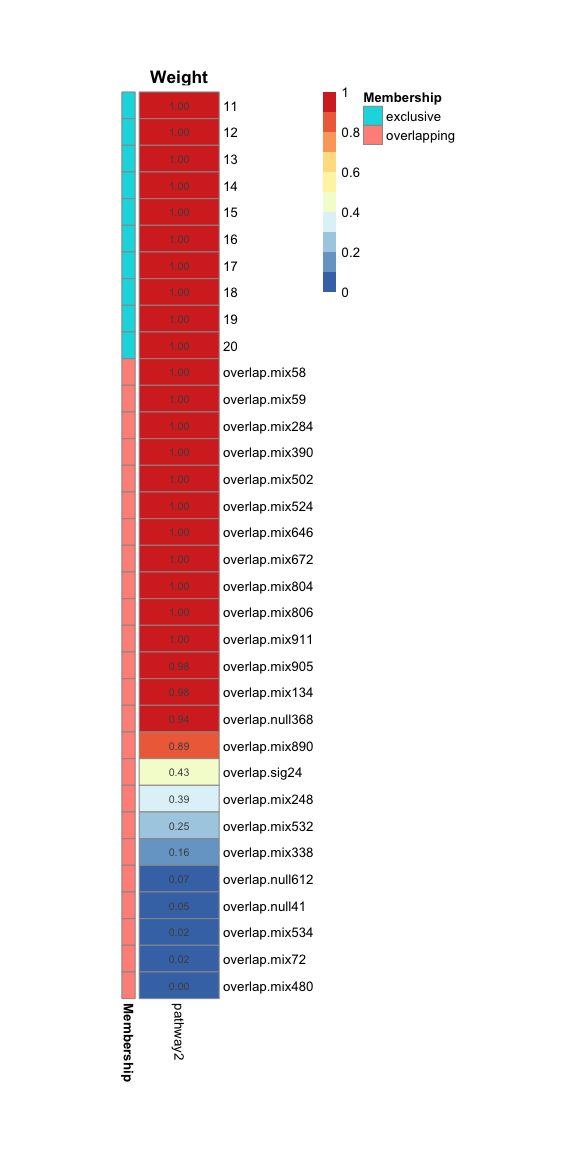 Weight
1.00 11
1.00 12
1.00 13
1.00 14
1.00 15
1.00 16
1.00 17
1.00 18
1.00 19
1.00 20
1.00 overlap.mix58
1.00 overlap.mix59
1.00 overlap.mix284
1.00 overlap.mix390
1.00 overlap.mix502
1.00 overlap.mix524
1.00 overlap.mix646
1.00 overlap.mix672
1.00 overlap.mix804
1.00 overlap.mix806
1.00 overlap.mix911
0.98 overlap.mix905
0.98 overlap.mix134
0.94 overlap.null368
0.89 overlap.mix890
0.43 overlap.sig24
0.39 overlap.mix248
0.25 overlap.mix532
0.16 overlap.mix338
0.07 overlap.null612
0.05 overlap.null41
0.02 overlap.mix534
0.02 overlap.mix72
0.00 overlap.mix480
Membership
pathway2
1
0.8
0.6
0.4
0.2
0
Membership
exclusive
overlapping